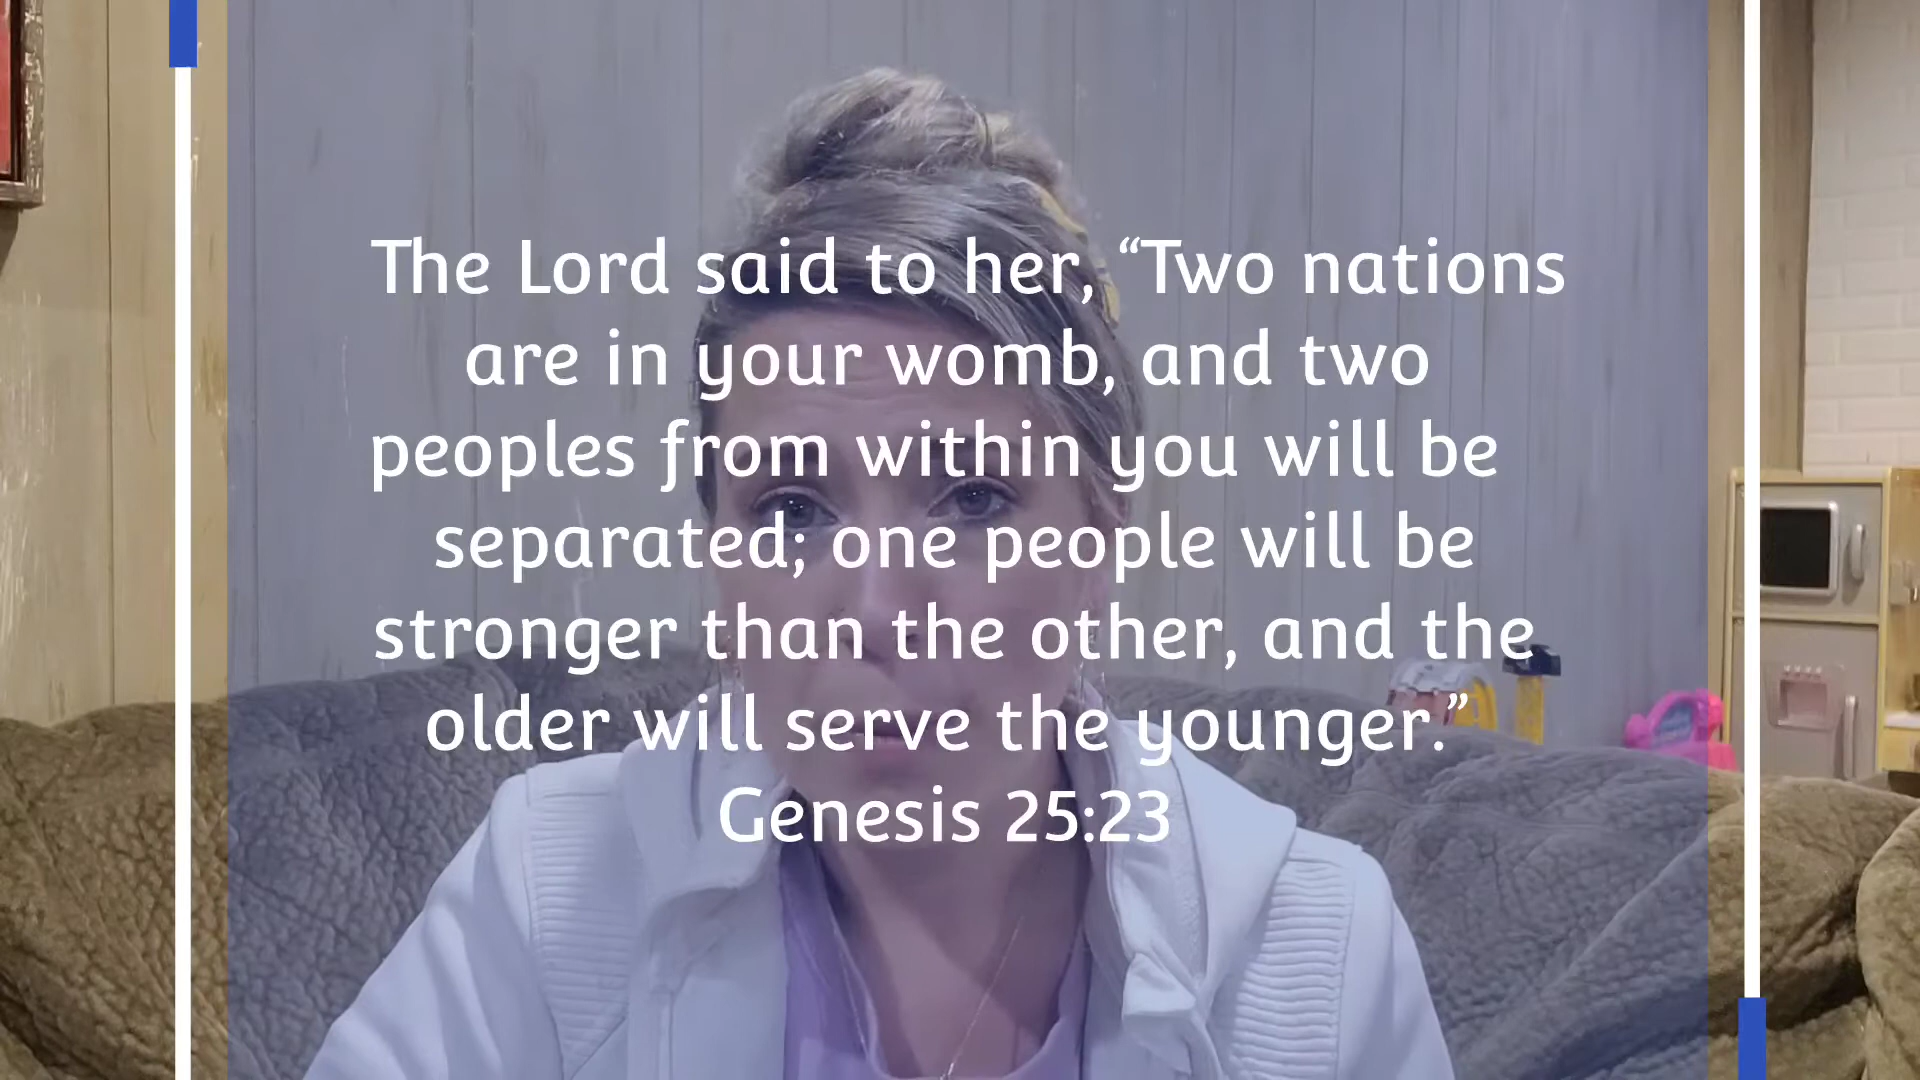 The Lord said to her, “Two nations
are in your womb, and two
peoples from within you will be
separated; one people will be
stronger than the other, and the
older will serve the younger.”
Genesis 25:23